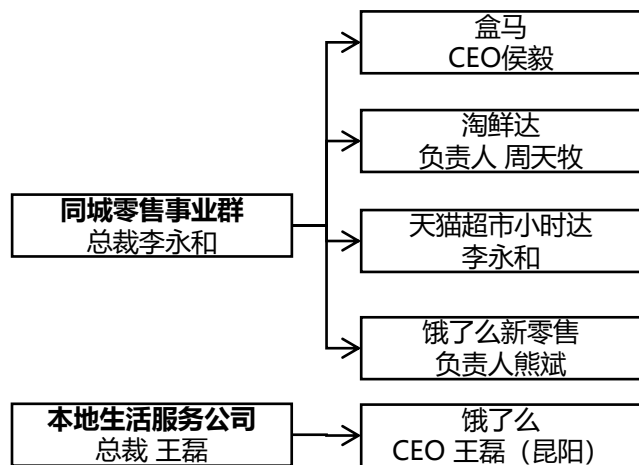 盒马
CEO侯毅
淘鲜达
负责人 周天牧
同城零售事业群
总裁李永和
天猫超市小时达
李永和
饿了么新零售
负责人熊斌
本地生活服务公司
总裁 王磊
饿了么
CEO 王磊（昆阳）